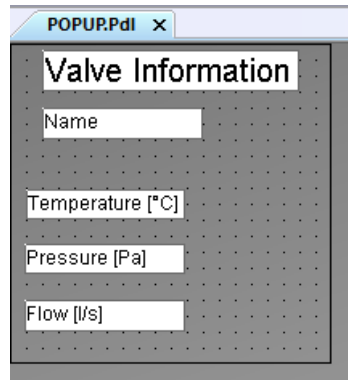 POPUP.Pdl X
Valve Information
Name
Temperature [°C]
Pressure [Pa]
Flow [l/s]